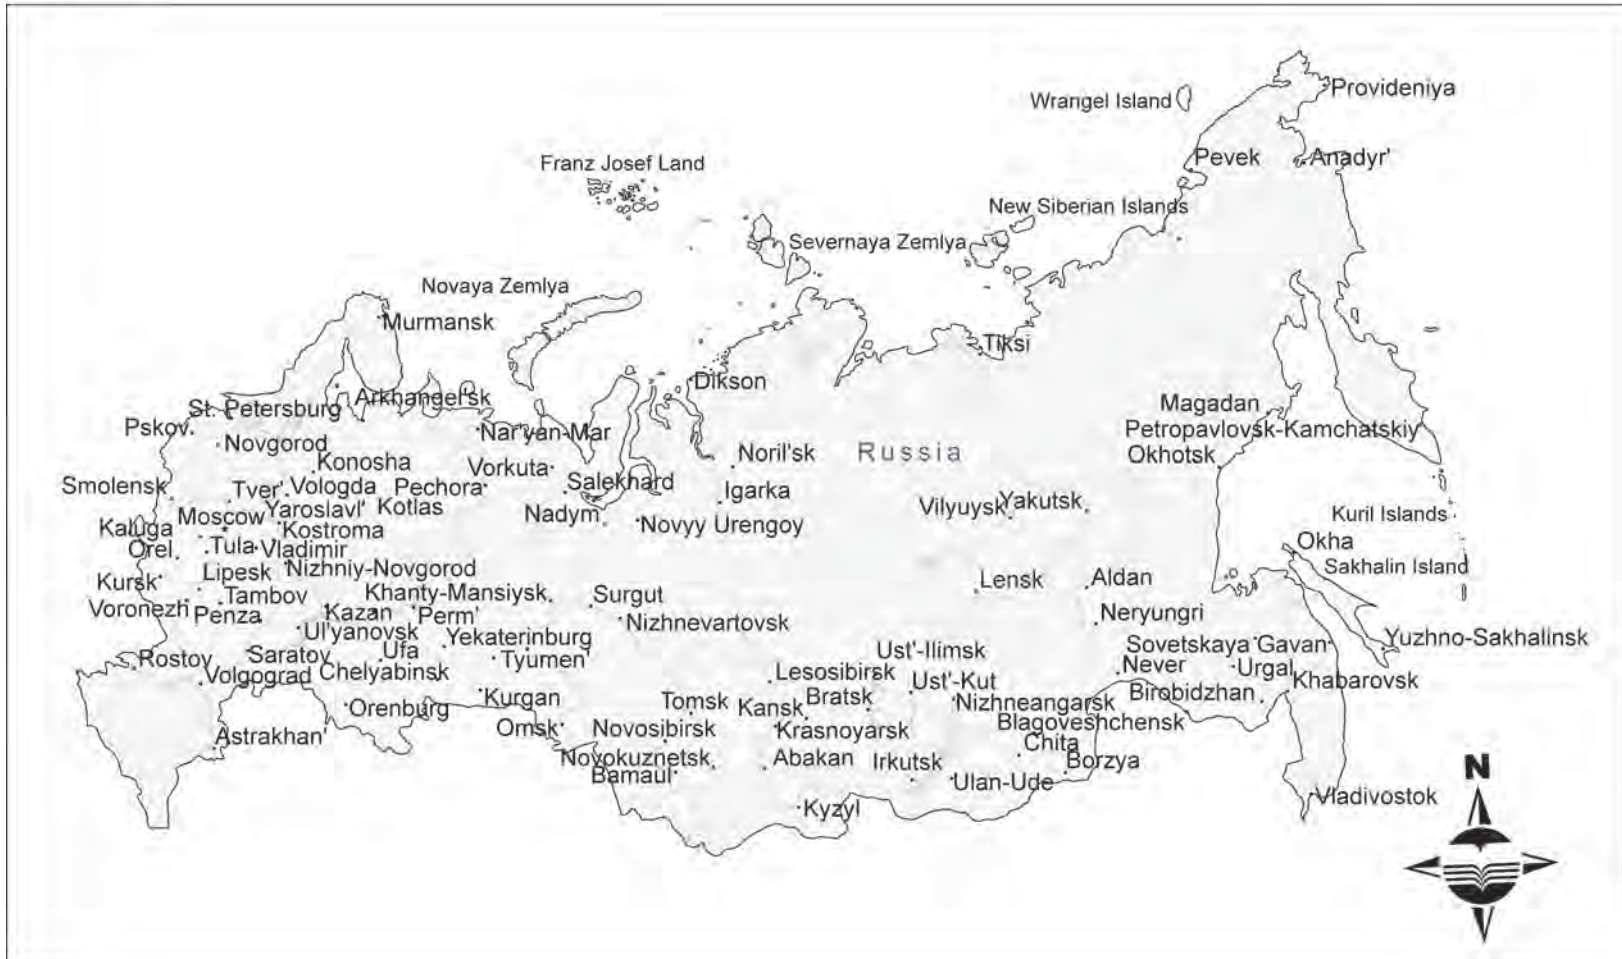 Provideniya
Wrangel Island
Pevek
Anadyr'
Franz Josef Land
New Siberian Islands
Severnaya Zemlya
Novaya Zemlya
Murmansk
Tiksi
Dikson
Arkhangel'sk
St. Petersburg
Magadan
Pskov
Nar'yan-Mar
Petropavlovsk-Kamchatskiy
Novgorod
Noril'sk
Russia
Okhotsk
Konosha
Vorkuta
Smolensk
Tver'
Vologda
Pechora
Salekhard
Igarka
Yaroslavl'
Kotlas
Vilyuysk
Yakutsk
Moscow
Nadym
Novyy Urengoy
Kuril Islands
Kaluga
Kostroma
Okha
Orel
Tula
Vladimir
Sakhalin Island
Lipesk
Nizhniy-Novgorod
Kursk
Lensk
Aldan
Khanty-Mansiysk
Surgut
Voronezh
Tambov
Penza
Kazan
Perm'
Nizhnevartovsk
Neryungri
Ul'yanovsk
Yekaterinburg
Sovetskaya Gavan
Yuzhno-Sakhalinsk
Rostov
Saratov
Ufa
Tyumen'
Ust'-Ilimsk
Never
Urgal
Volgograd
Chelyabinsk
Lesosibirsk
Ust'-Kut
Khabarovsk
Birobidzhan
Kurgan
Orenburg
Tomsk
Kansk
Bratsk
Nizhneangarsk
Omsk
Novosibirsk
Krasnoyarsk
Blagoveshchensk
Astrakhan'
Chita
Novokuznetsk
Abakan
Irkutsk
Borzya
N
Bamaul
Ulan-Ude
Kyzyl
Vladivostok